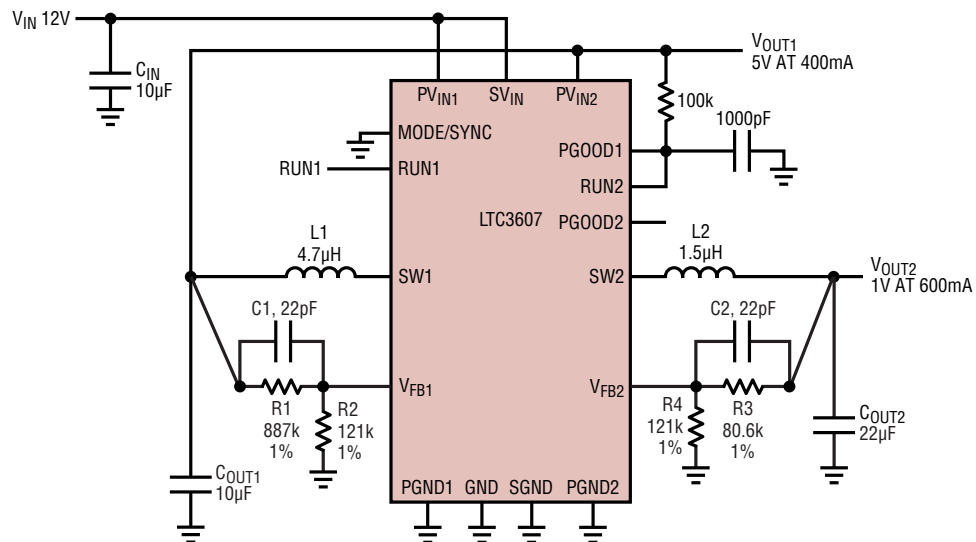 VIN 12V
CIN
10µF
VOUT1
5V AT 400mA
PVIN1
SVIN
PVIN2
100k
1000pF
MODE/SYNC
PGOOD1
RUN1
RUN1
RUN2
LTC3607
PGOOD2
L1
4.7µH
L2
1.5µH
SW1
SW2
VOUT2
1V AT 600mA
C1, 22pF
C2, 22pF
VFB1
VFB2
R1
887k
1%
R2
121k
1%
R4
121k
1%
R3
80.6k
1%
COUT2
22µF
COUT1
10µF
PGND1
GND
SGND
PGND2